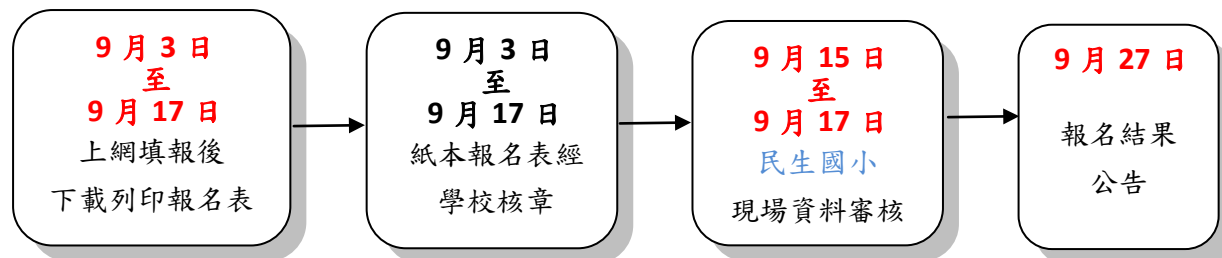 9 月 3 日
至
9 月 17 日
上網填報後
下載列印報名表
9 月 3 日
至
9 月 17 日
紙本報名表經
學校核章
9 月 15 日
至
9 月 17 日
民生國小
現場資料審核
9 月 27 日
報名結果
公告